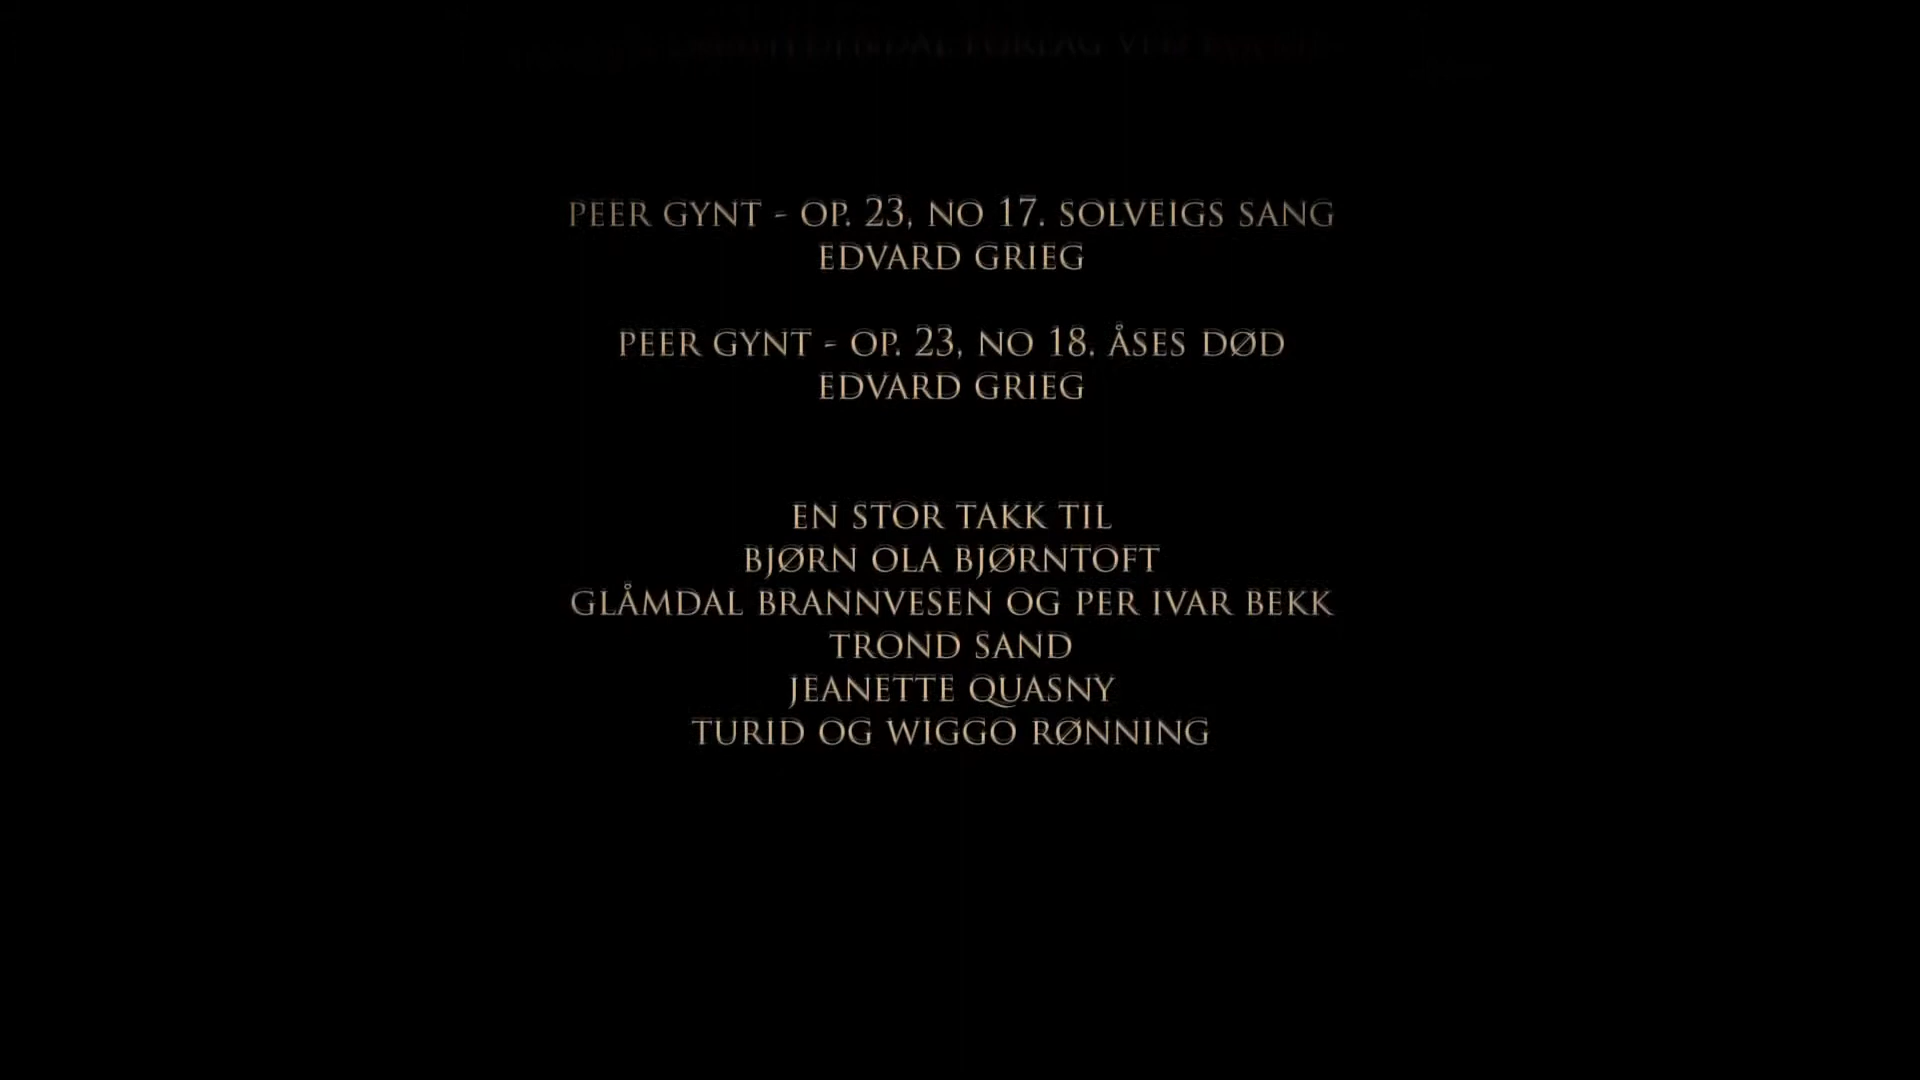 FORLAG
PEER GYNT - OP. 23, NO 17. SOLVEIGS SANG
EDVARD GRIEG
PEER GYNT - OP. 23, NO 18. ÅSES DØD
EDVARD GRIEG
EN STOR TAKK TIL
BJØRN OLA BJØRNTOFT
GLÅMDAL BRANNVESEN OG PER IVAR BEKK
TROND SAND
JEANETTE QUASNY
TURID OG WIGGO RØNNING